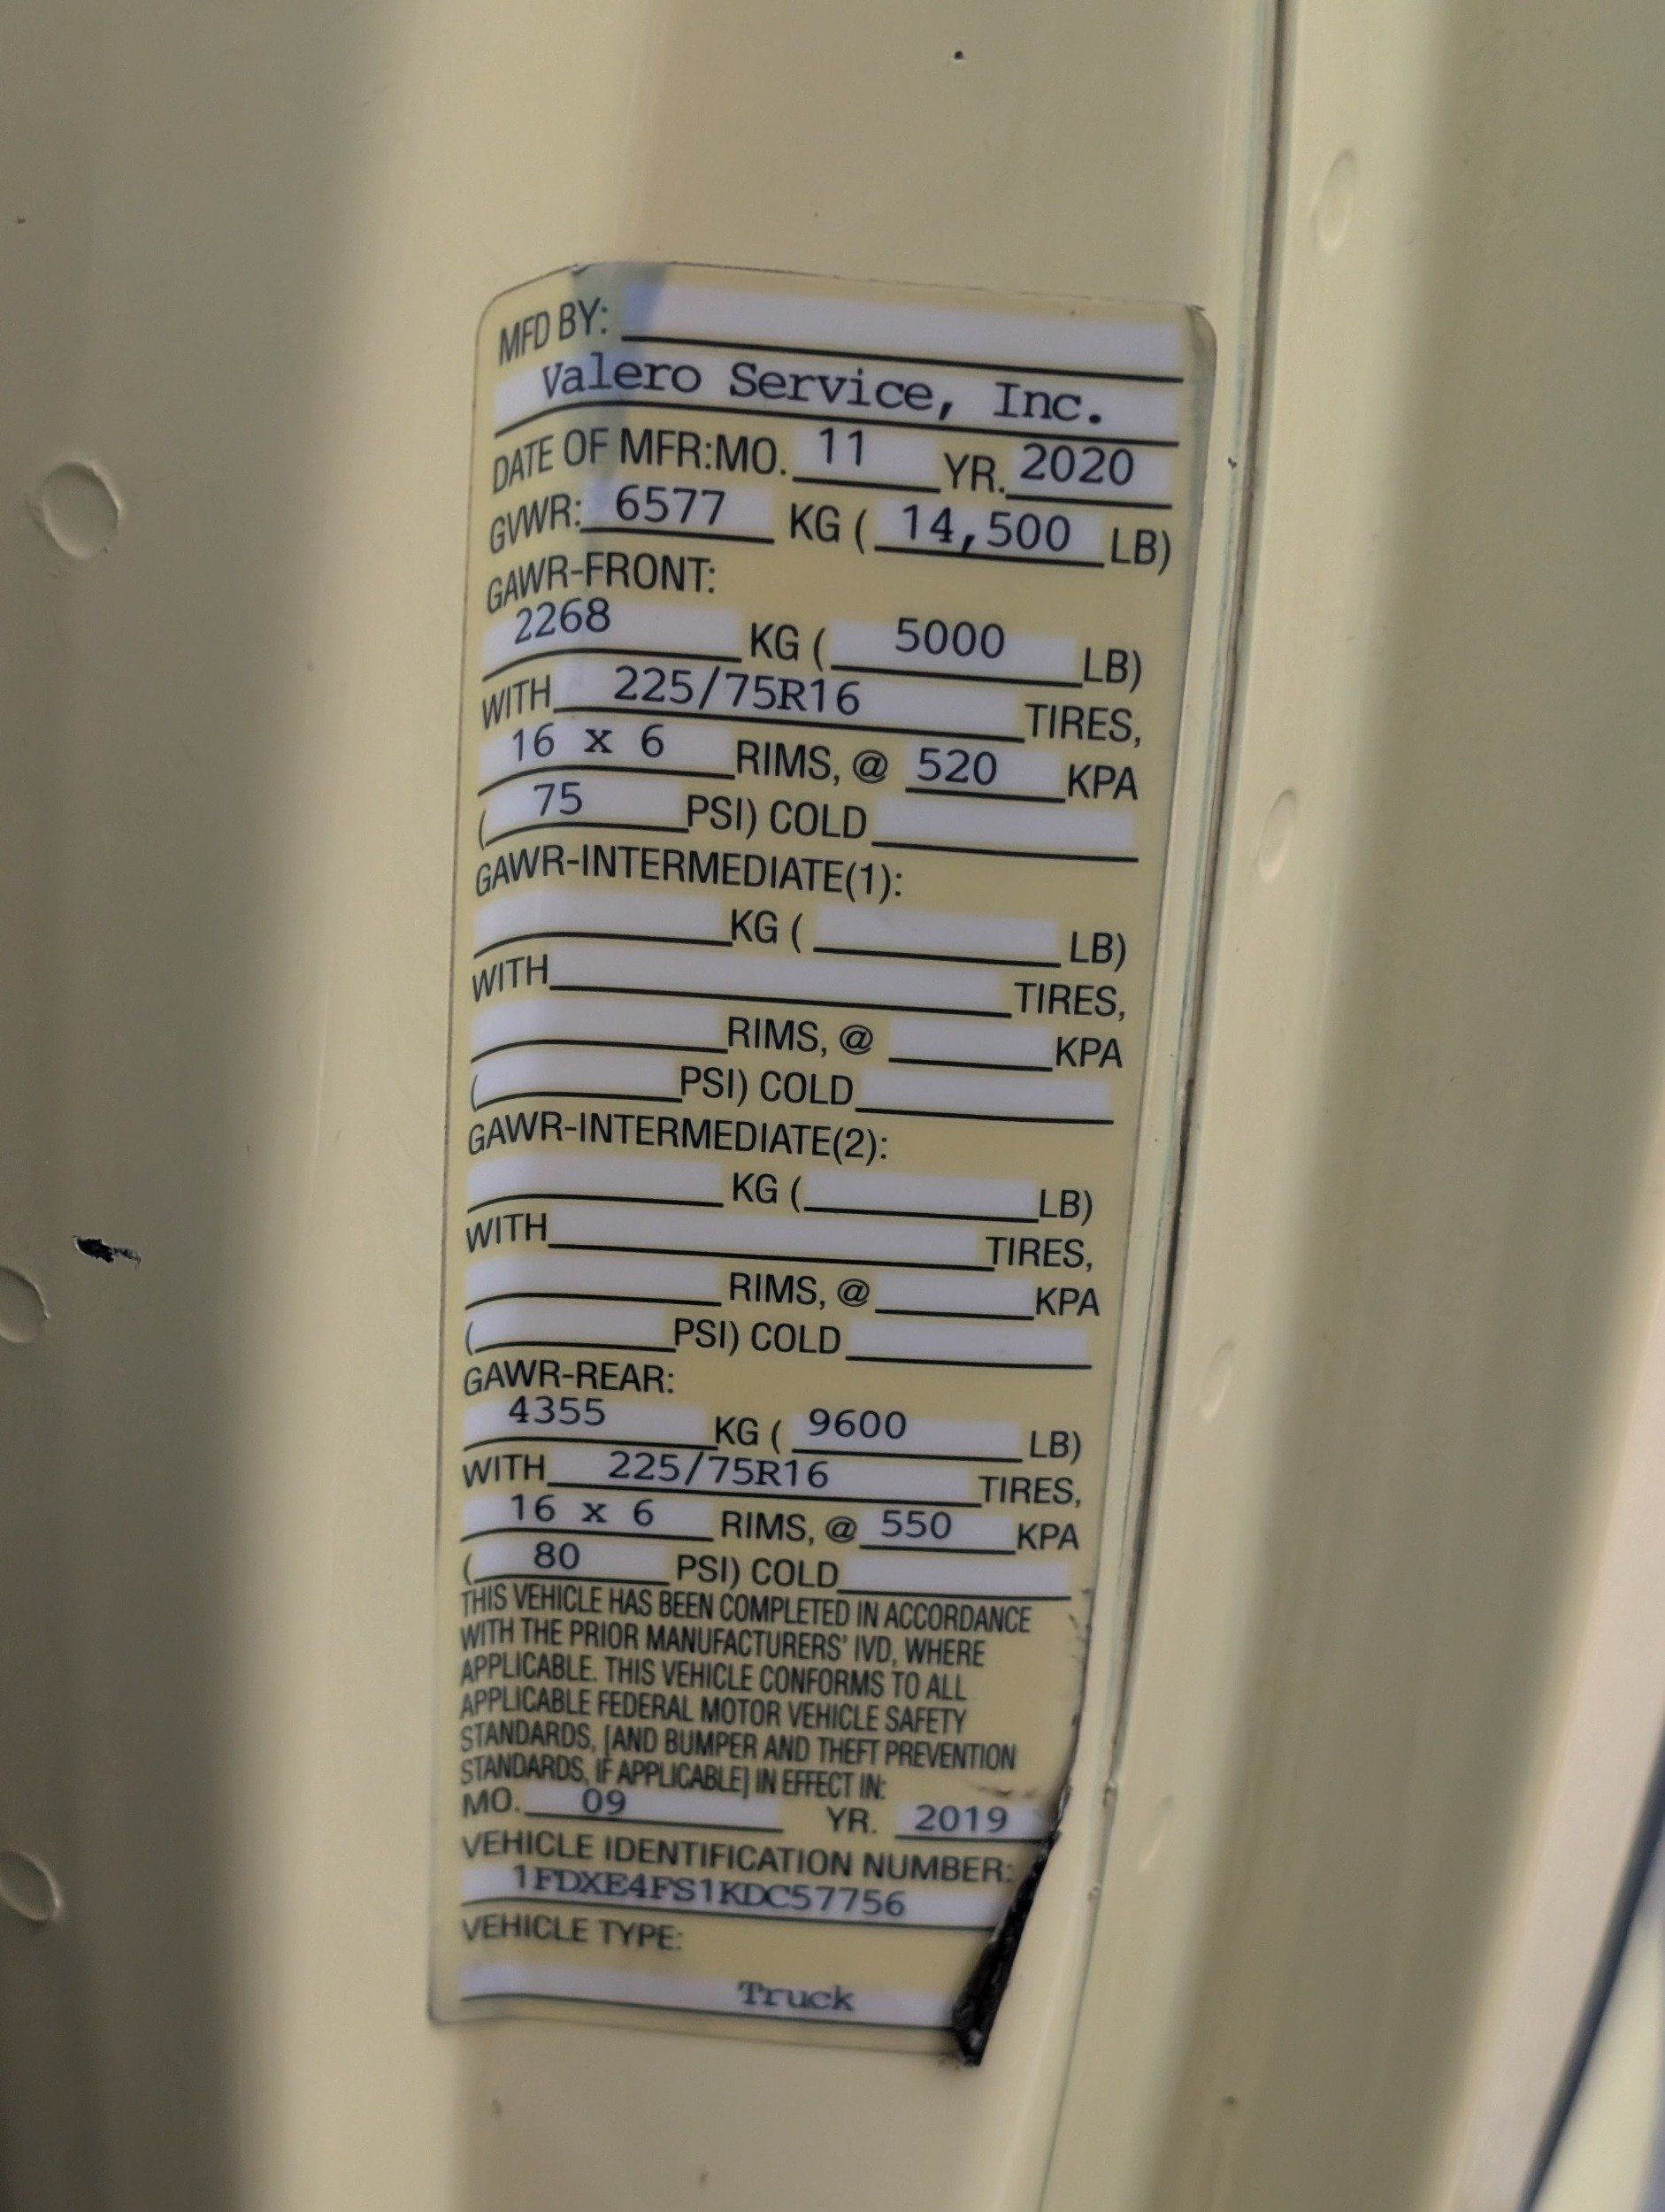 MFD BY:
Valero Service, Inc.
DATE OF MFR:MO. 11 YR. 2020
GVWR: 6577 KG ( 14,500 LB)
GAWR-FRONT:
2268 KG ( 5000 LB)
WITH 225/75R16 TIRES,
16 x 6 RIMS, @ 520 KPA
( 75 PSI) COLD
GAWR-INTERMEDIATE(1):
KG ( LB)
WITH TIRES,
RIMS, @ KPA
( PSI) COLD
GAWR-INTERMEDIATE(2):
KG ( LB)
WITH TIRES,
RIMS, @ KPA
( PSI) COLD
GAWR-REAR:
4355 KG ( 9600 LB)
WITH 225/75R16 TIRES,
16 x 6 RIMS, @ 550 KPA
( 80 PSI) COLD
THIS VEHICLE HAS BEEN COMPLETED IN ACCORDANCE
WITH THE PRIOR MANUFACTURERS' IVD, WHERE
APPLICABLE. THIS VEHICLE CONFORMS TO ALL
APPLICABLE FEDERAL MOTOR VEHICLE SAFETY
STANDARDS, [AND BUMPER AND THEFT PREVENTION
STANDARDS, IF APPLICABLE] IN EFFECT IN:
MO. 09 YR. 2019
VEHICLE IDENTIFICATION NUMBER:
1FDXE4FS1KDC57756
VEHICLE TYPE:
Truck